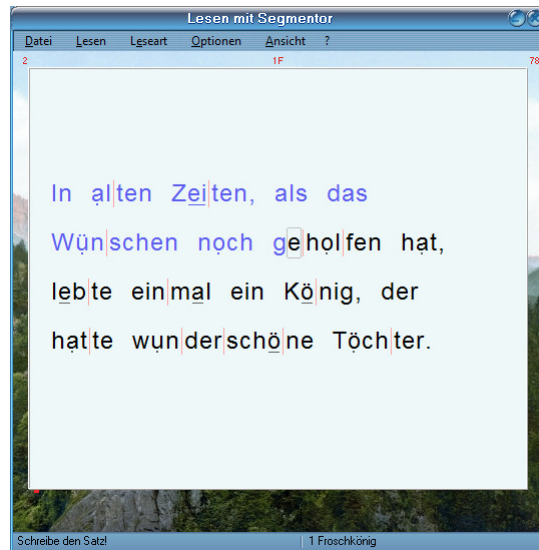 Lesen mit Segmentor
Datei Lesen Leseart Optionen Ansicht ?
2 1F 78
In alten Zeiten, als das
Wünschen noch geholfen hat,
lebte einmal ein König, der
hatte wunderschöne Töchter.
Schreibe den Satz! 1 Froschkönig